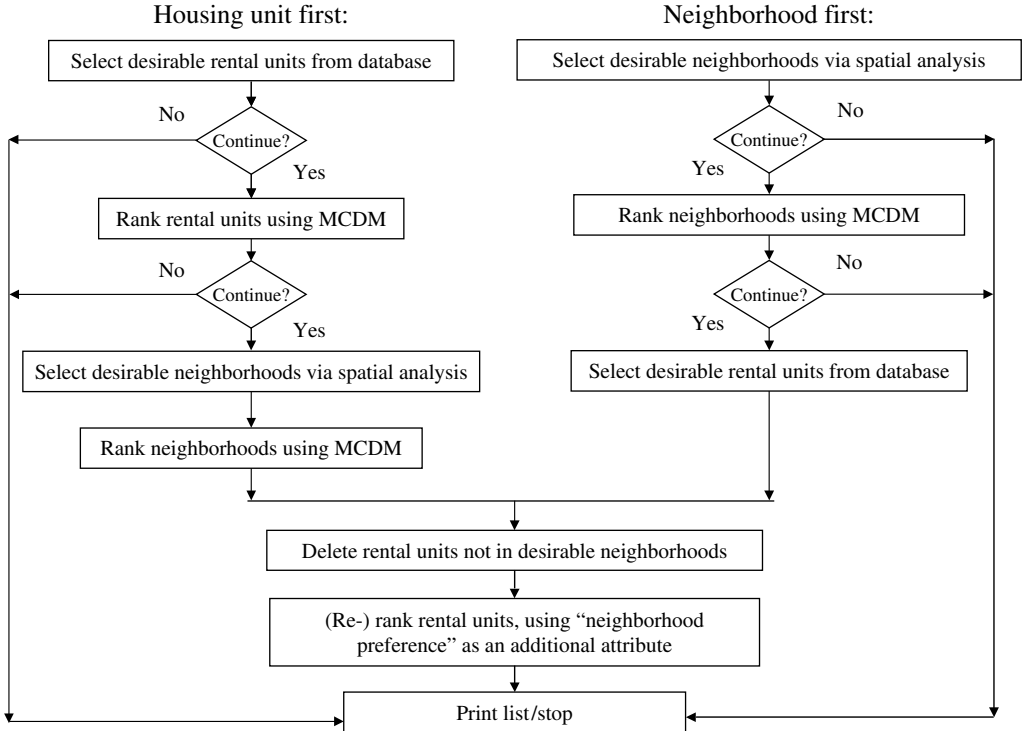 Housing unit first:
Select desirable rental units from database
No
Continue?
Yes
Rank rental units using MCDM
No
Continue?
Yes
Select desirable neighborhoods via spatial analysis
Rank neighborhoods using MCDM
Neighborhood first:
Select desirable neighborhoods via spatial analysis
No
Continue?
Yes
Rank neighborhoods using MCDM
No
Continue?
Yes
Select desirable rental units from database
Delete rental units not in desirable neighborhoods
(Re-) rank rental units, using “neighborhood
preference” as an additional attribute
Print list/stop